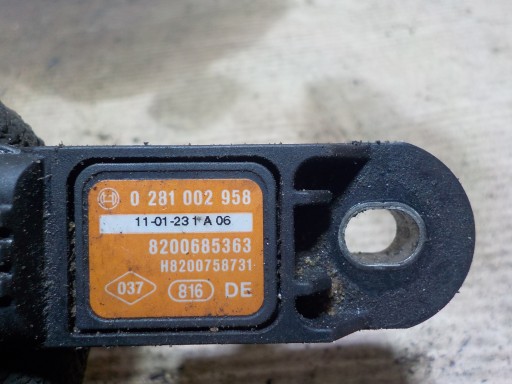 0 281 002 958
11-01-23 1 A 06
8200685363
H8200758731
037 816 DE